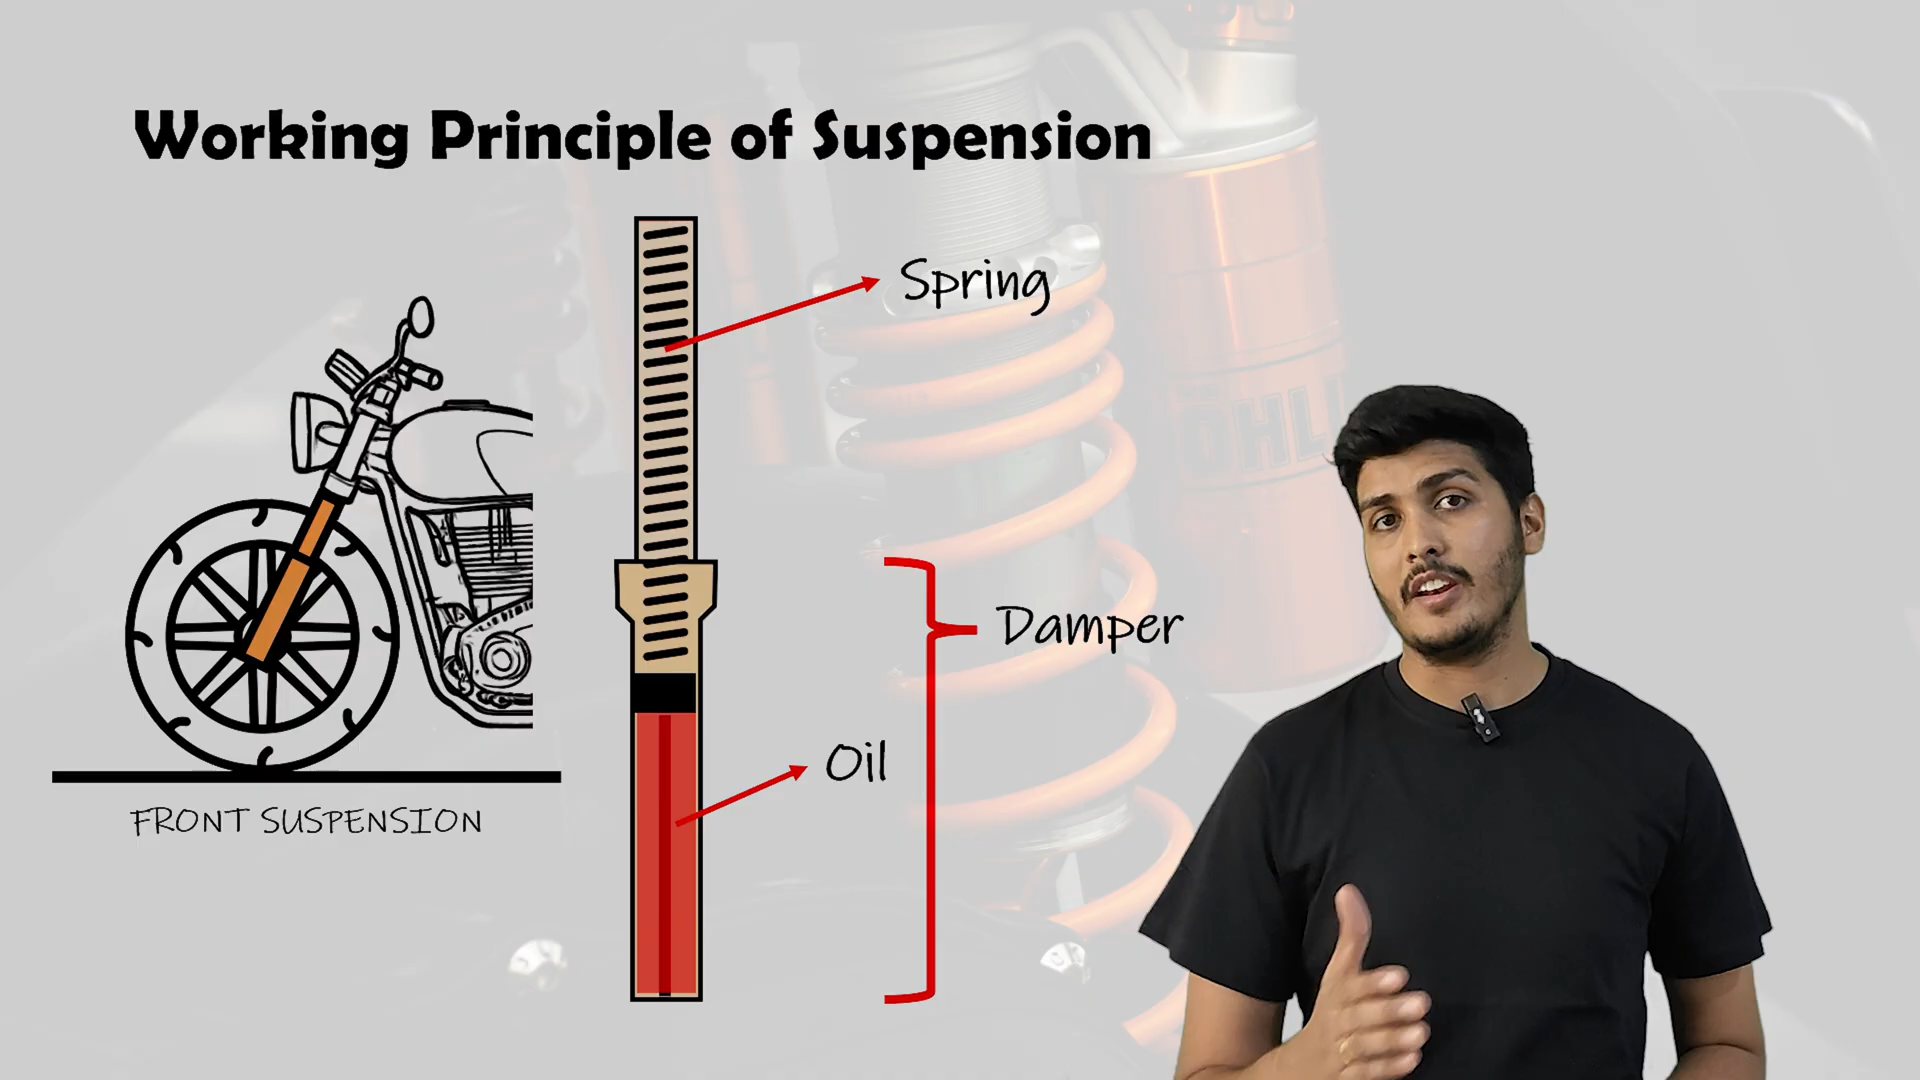 Working Principle of Suspension
Spring
Damper
Oil
FRONT SUSPENSION